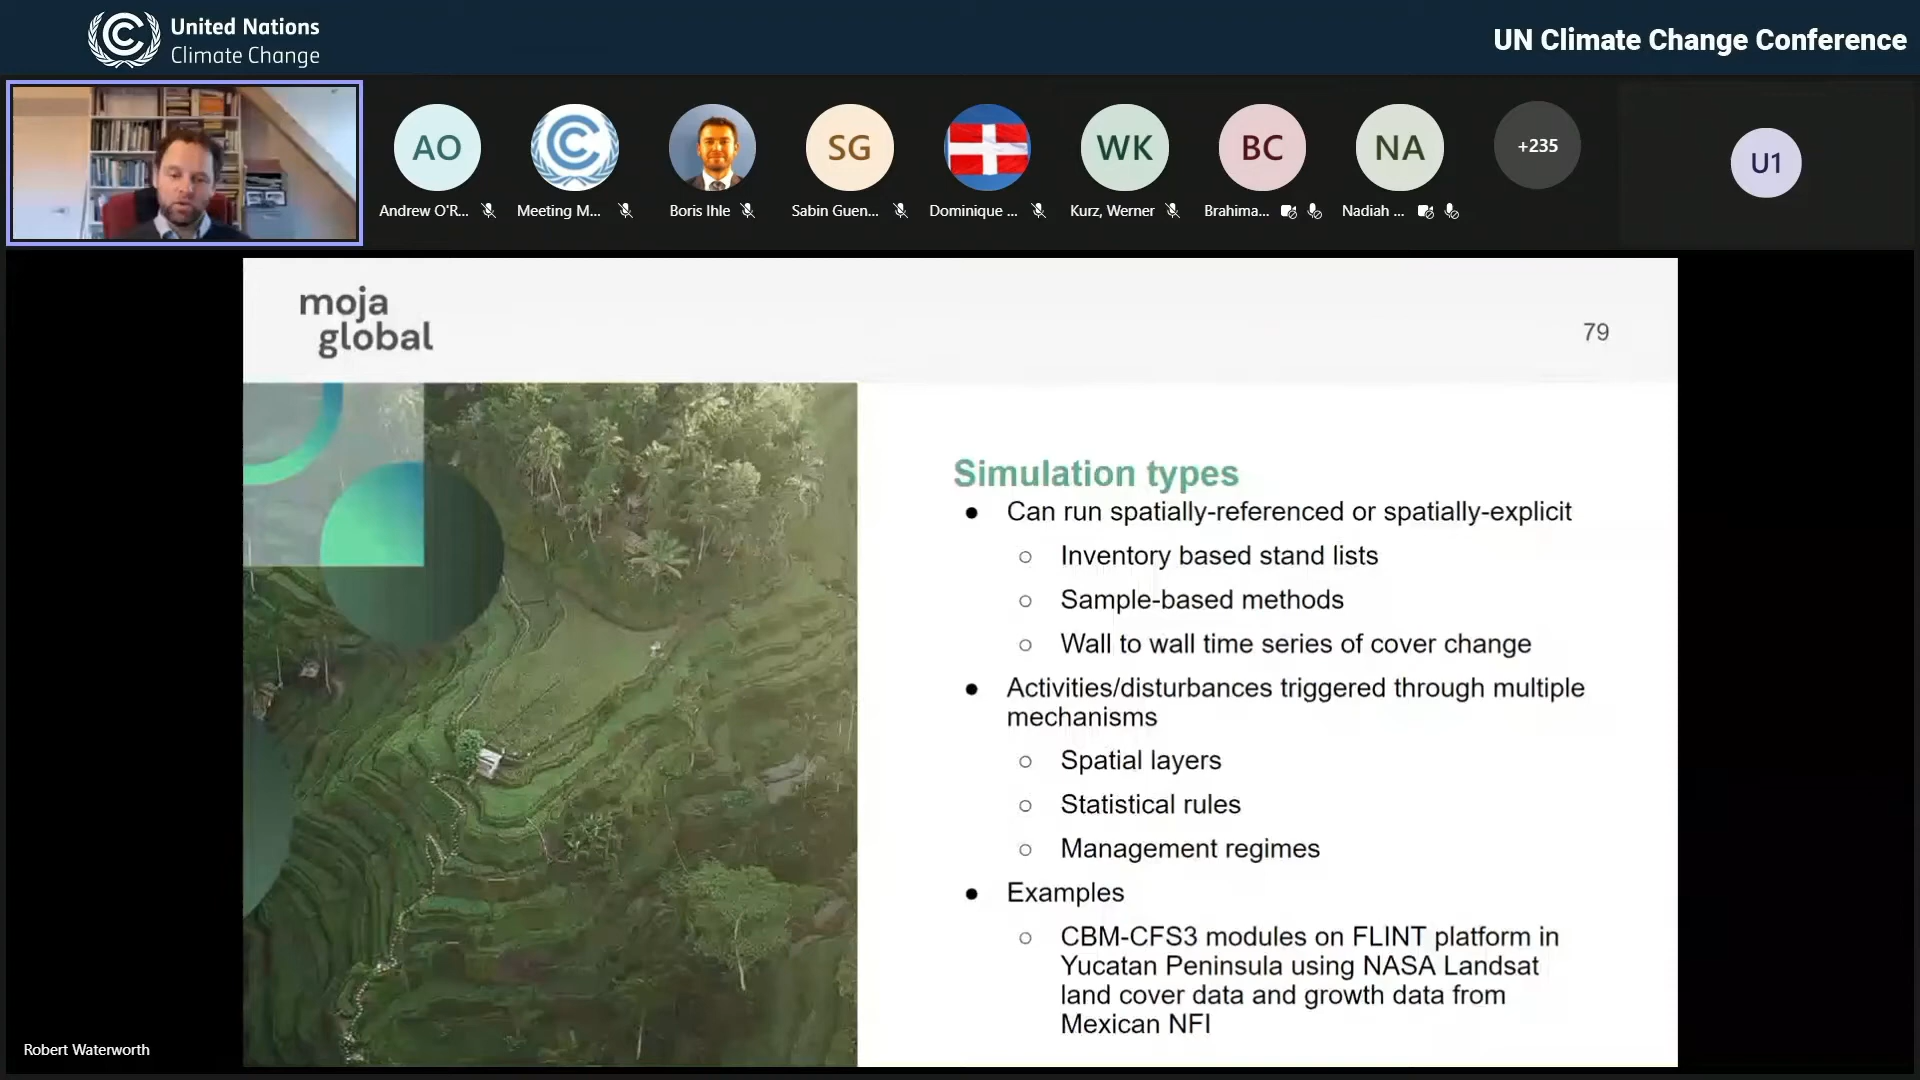 United Nations
Climate Change
UN Climate Change Conference
AO
SG
WK
BC
NA
+235
U1
Andrew O'R...
Meeting M...
Boris Ihle
Sabin Guen...
Dominique ...
Kurz, Werner
Brahima...
Nadiah ...
moja
global
79
Simulation types
● Can run spatially-referenced or spatially-explicit
○ Inventory based stand lists
○ Sample-based methods
○ Wall to wall time series of cover change
● Activities/disturbances triggered through multiple
mechanisms
○ Spatial layers
○ Statistical rules
○ Management regimes
● Examples
○ CBM-CFS3 modules on FLINT platform in
Yucatan Peninsula using NASA Landsat
land cover data and growth data from
Mexican NFI
Robert Waterworth